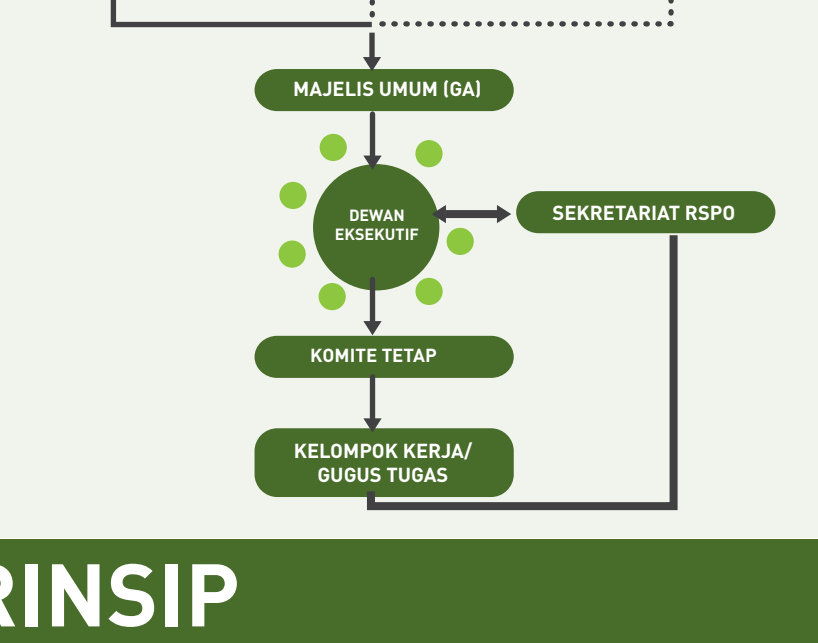 MAJELIS UMUM (GA)
DEWAN
EKSEKUTIF
SEKRETARIAT RSPO
KOMITE TETAP
KELOMPOK KERJA/
GUGUS TUGAS
RINSIP